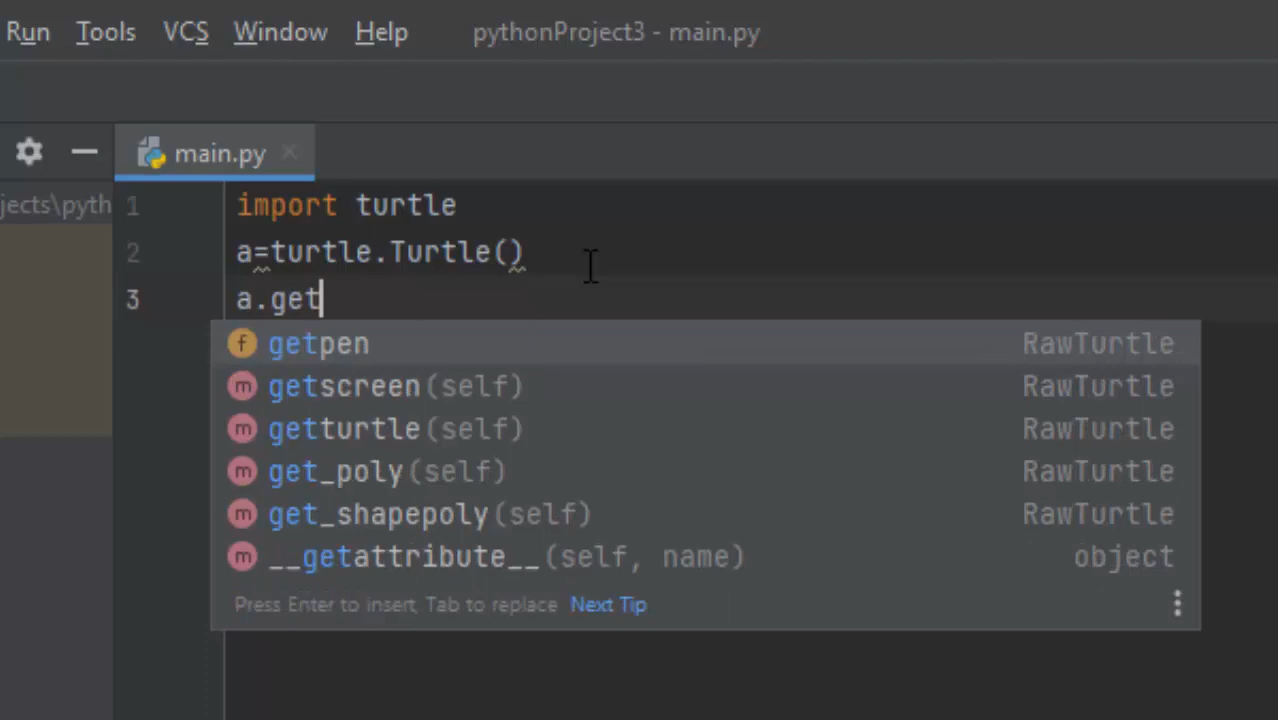 Run Tools VCS Window Help pythonProject3 - main.py
main.py
jects\pyth 1 import turtle
2 a=turtle.Turtle()
3 a.get
f getpen RawTurtle
m getscreen(self) RawTurtle
m getturtle(self) RawTurtle
m get_poly(self) RawTurtle
m get_shapepoly(self) RawTurtle
m __getattribute__(self, name) object
Press Enter to insert, Tab to replace Next Tip